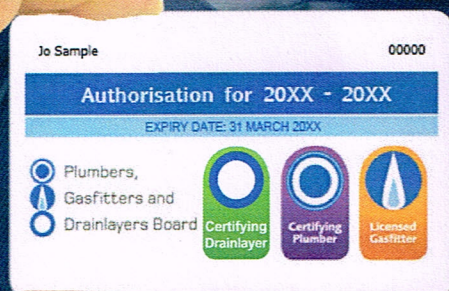 Jo Sample 00000
Authorisation for 20XX - 20XX
EXPIRY DATE: 31 MARCH 20XX
Plumbers,
Gasfitters and
Drainlayers Board
Certifying
Drainlayer
Certifying
Plumber
Licensed
Gasfitter